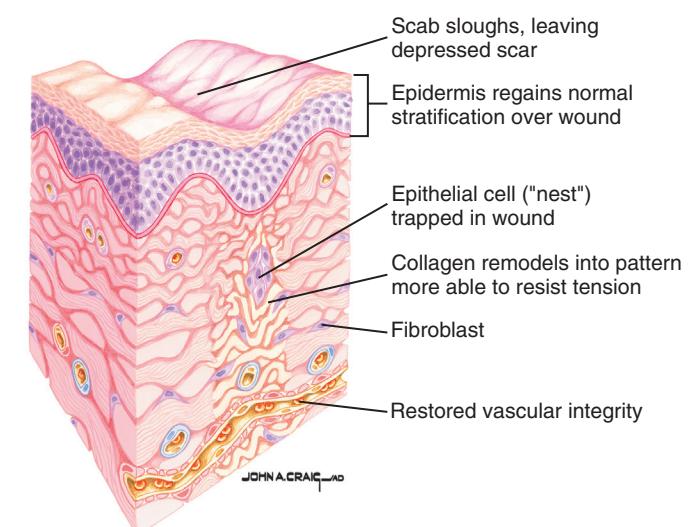 Scab sloughs, leaving
depressed scar
Epidermis regains normal
stratification over wound
Epithelial cell ("nest")
trapped in wound
Collagen remodels into pattern
more able to resist tension
Fibroblast
Restored vascular integrity
JOHN A. CRAIG_AD